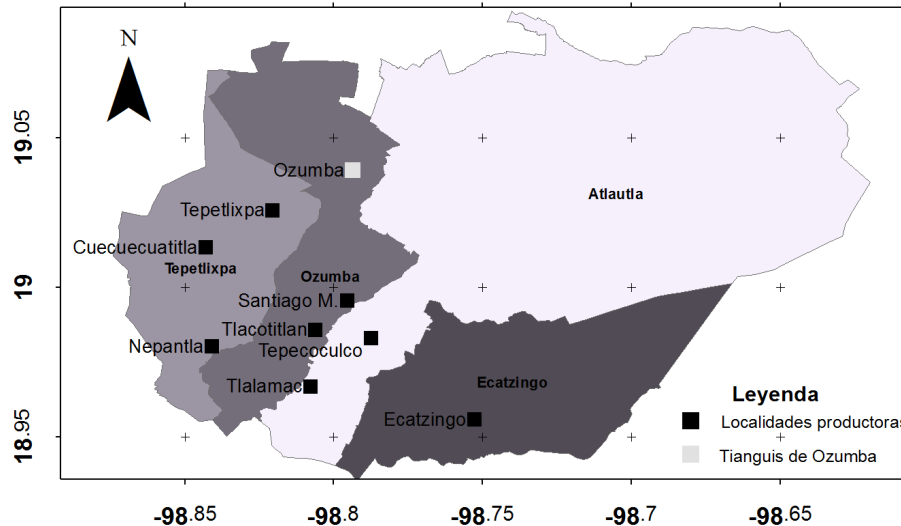 N
19.05
19
18.95
Ozumba
Tepetlixpa
Atlautla
Cuecuecuatitla
Tepetlixpa
Ozumba
Santiago M.
Tlacotitlan
Nepantla
Tepecoculco
Tlalamac
Ecatzingo
Ecatzingo
Leyenda
Localidades productoras
Tianguis de Ozumba
-98.85
-98.8
-98.75
-98.7
-98.65